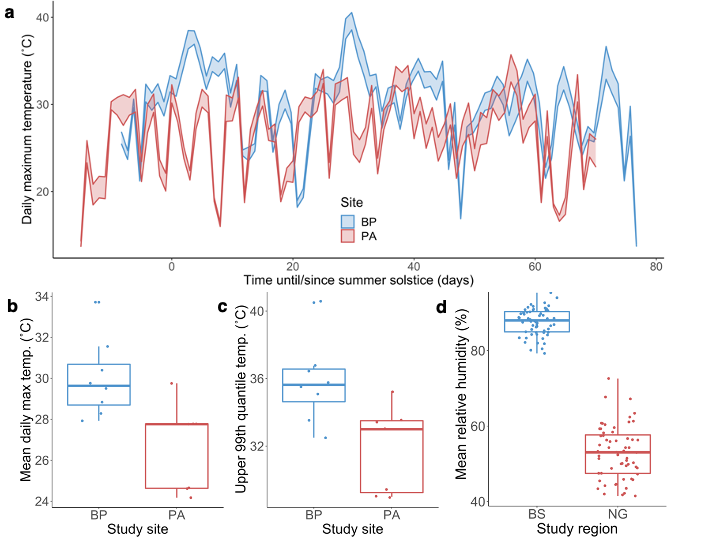 a
Daily maximum temperature (˚C)
40
30
20
Site
BP
PA
0
20
40
60
80
Time until/since summer solstice (days)
b
Mean daily max temp. (˚C)
34
32
30
28
26
24
BP
PA
Study site
c
Upper 99th quantile temp. (˚C)
40
36
32
BP
PA
Study site
d
Mean relative humidity (%)
80
60
40
BS
NG
Study region